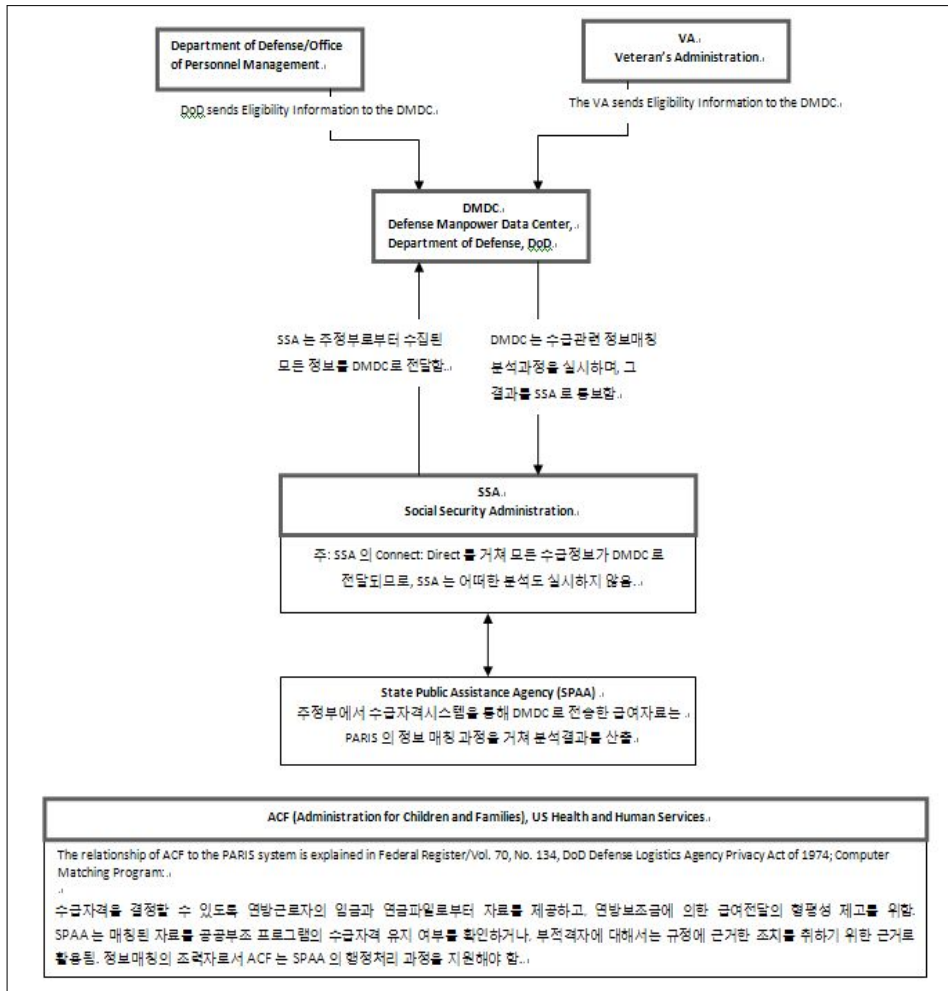 Department of Defense/Office
of Personnel Management.
VA.
Veteran's Administration.
DoD sends Eligibility Information to the DMDC.
The VA sends Eligibility Information to the DMDC.
DMDC.
Defense Manpower Data Center,.
Department of Defense, DoD.
SSA 는 주정부로부터 수집된
모든 정보를 DMDC로 전달함.
DMDC는 수급관련 정보매칭
분석과정을 실시하며, 그
결과를 SSA 로 통보함.
SSA.
Social Security Administration.
주: SSA 의 Connect: Direct 를 거쳐 모든 수급정보가 DMDC 로
전달되므로, SSA 는 어떠한 분석도 실시하지 않음..
State Public Assistance Agency (SPAA) .
주정부에서 수급자격시스템을 통해 DMDC 로 전송한 급여자료는
PARIS 의 정보 매칭 과정을 거쳐 분석결과를 산출
ACF (Administration for Children and Families), US Health and Human Services.
The relationship of ACF to the PARIS system is explained in Federal Register/Vol. 70, No. 134, DoD Defense Logistics Agency Privacy Act of 1974; Computer
Matching Program:.
수급자격을 결정할 수 있도록 연방근로자의 임금과 연금파일로부터 자료를 제공하고, 연방보조금에 의한 급여전달의 형평성 제고를 위함.
SPAA 는 매칭된 자료를 공공부조 프로그램의 수급자격 유지 여부를 확인하거나, 부적격자에 대해서는 규정에 근거한 조치를 취하기 위한 근거로
활용됨. 정보매칭의 조력자로서 ACF 는 SPAA 의 행정처리 과정을 지원해야 함..